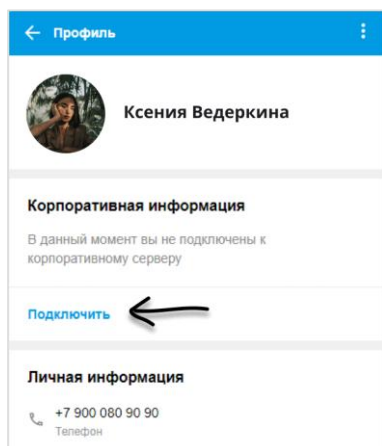 Профиль
Ксения Ведеркина
Корпоративная информация
В данный момент вы не подключены к
корпоративному серверу
Подключить
Личная информация
+7 900 080 90 90
Телефон